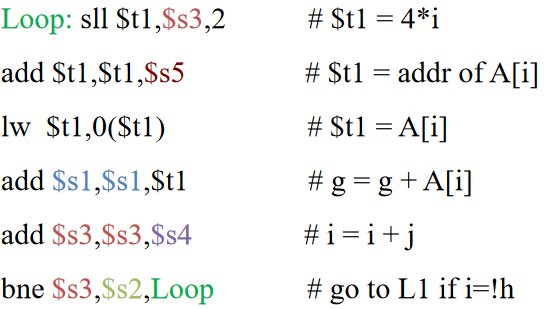 Loop: sll $t1,$s3,2 # $t1 = 4*i
add $t1,$t1,$s5 # $t1 = addr of A[i]
lw $t1,0($t1) # $t1 = A[i]
add $s1,$s1,$t1 # g = g + A[i]
add $s3,$s3,$s4 # i = i + j
bne $s3,$s2,Loop # go to L1 if i=!h